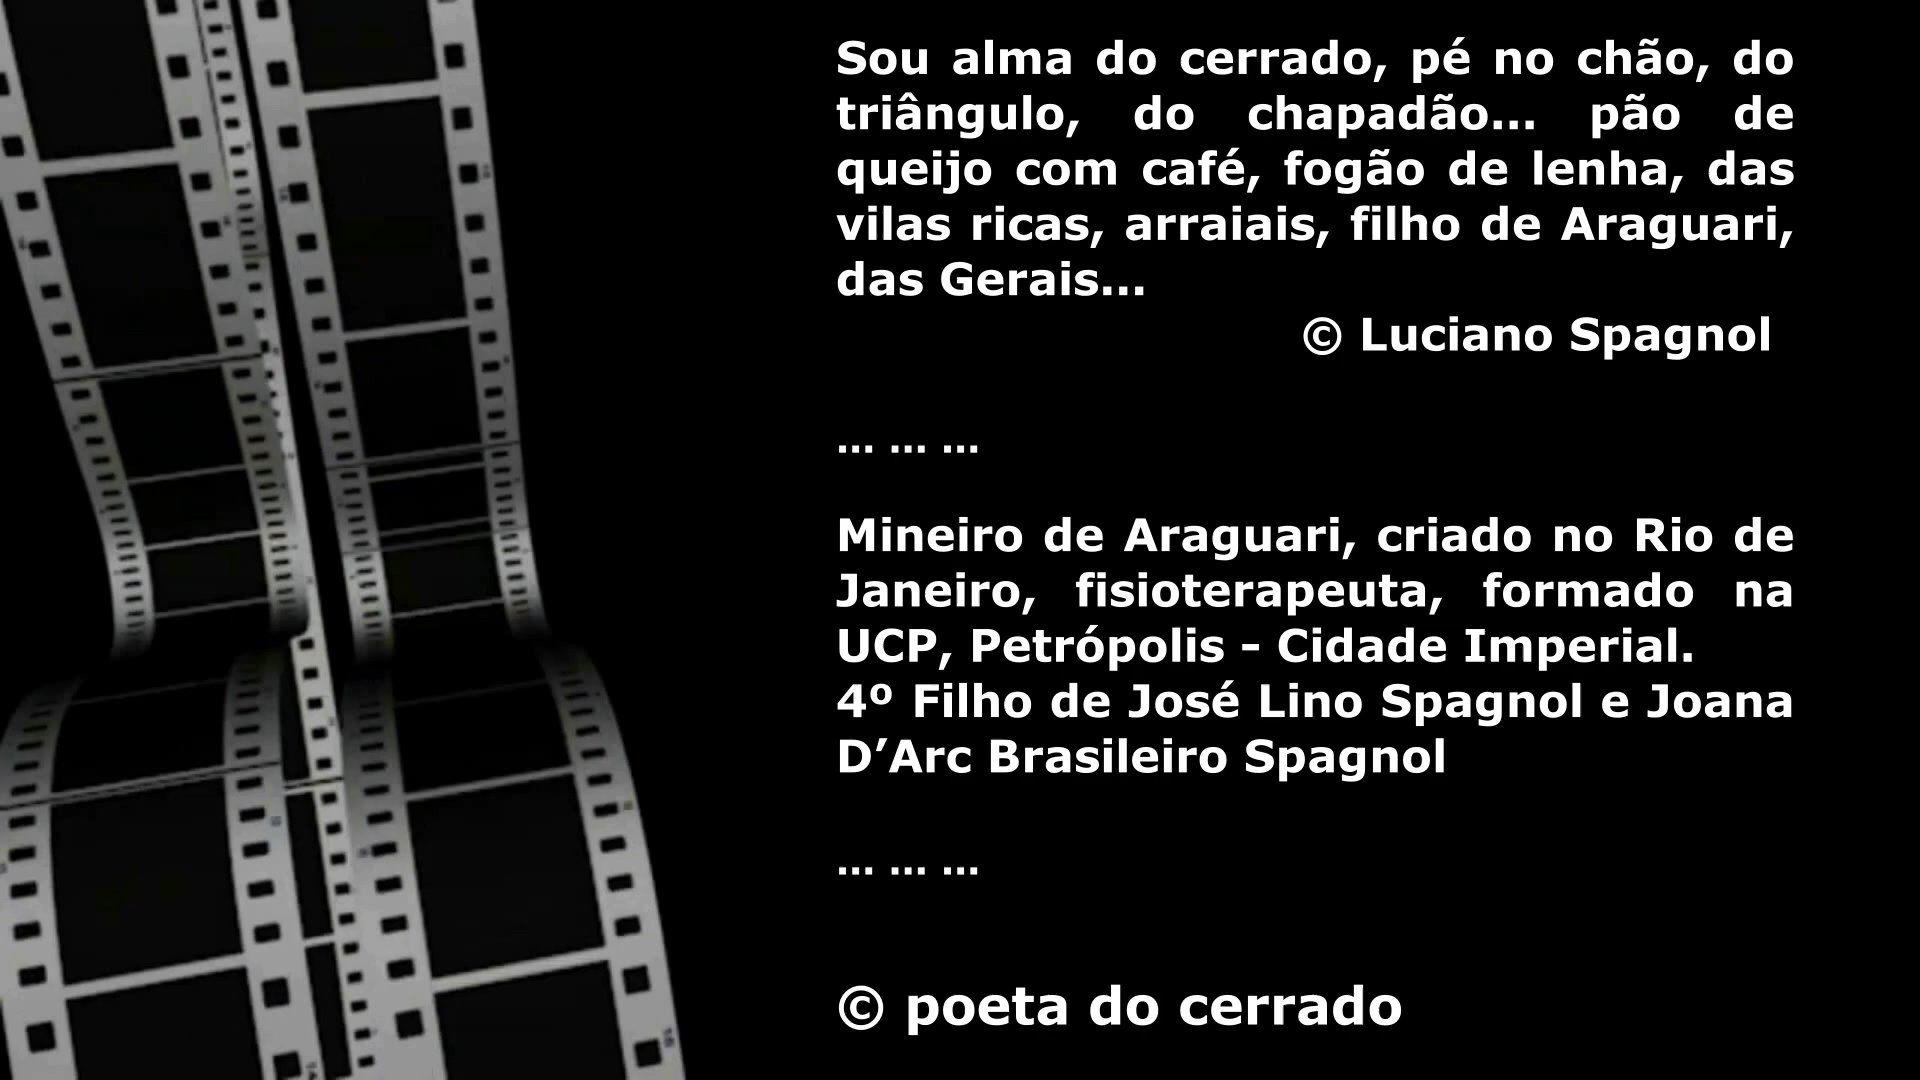 Sou alma do cerrado, pé no chão, do
triângulo, do chapadão... pão de
queijo com café, fogão de lenha, das
vilas ricas, arraiais, filho de Araguari,
das Gerais...
© Luciano Spagnol
... ... ...
Mineiro de Araguari, criado no Rio de
Janeiro, fisioterapeuta, formado na
UCP, Petrópolis - Cidade Imperial.
4º Filho de José Lino Spagnol e Joana
D’Arc Brasileiro Spagnol
... ... ...
© poeta do cerrado